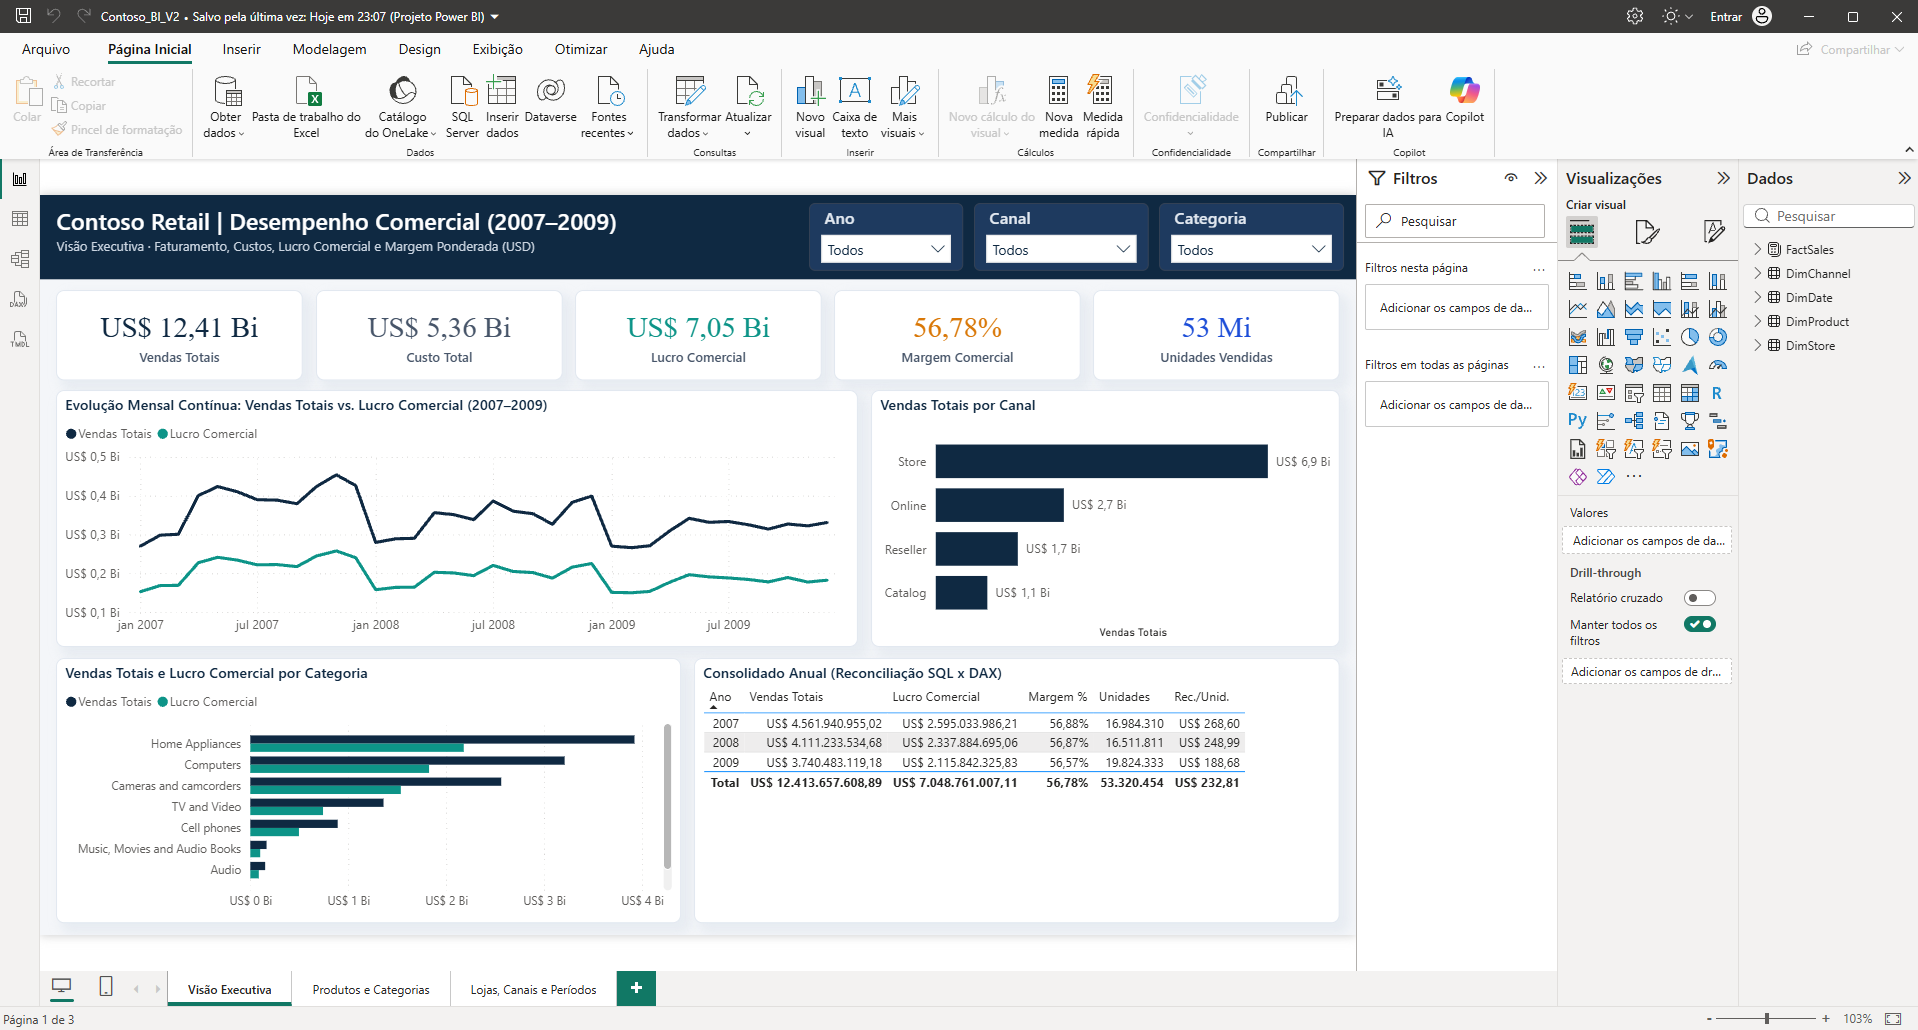 Contoso_BI_V2 • Salvo pela última vez: Hoje em 23:07 (Projeto Power BI)
Entrar
Arquivo Página Inicial Inserir Modelagem Design Exibição Otimizar Ajuda
Compartilhar
Colar
Recortar
Copiar
Pincel de formatação
Área de Transferência
Obter dados
Pasta de trabalho do Excel
Catálogo do OneLake
SQL Server
Inserir dados
Dataverse
Fontes recentes
Dados
Transformar dados
Atualizar
Consultas
Novo visual
Caixa de texto
Mais visuais
Inserir
Novo cálculo do visual
Nova medida
Medida rápida
Cálculos
Confidencialidade
Confidencialidade
Publicar
Compartilhar
Preparar dados para IA
Copilot
Copilot
DAX
TMDL
Contoso Retail | Desempenho Comercial (2007–2009)
Visão Executiva · Faturamento, Custos, Lucro Comercial e Margem Ponderada (USD)
Ano
Todos
Canal
Todos
Categoria
Todos
US$ 12,41 Bi
Vendas Totais
US$ 5,36 Bi
Custo Total
US$ 7,05 Bi
Lucro Comercial
56,78%
Margem Comercial
53 Mi
Unidades Vendidas
Evolução Mensal Contínua: Vendas Totais vs. Lucro Comercial (2007–2009)
Vendas Totais Lucro Comercial
US$ 0,5 Bi
US$ 0,4 Bi
US$ 0,3 Bi
US$ 0,2 Bi
US$ 0,1 Bi
jan 2007 jul 2007 jan 2008 jul 2008 jan 2009 jul 2009
Vendas Totais por Canal
Store US$ 6,9 Bi
Online US$ 2,7 Bi
Reseller US$ 1,7 Bi
Catalog US$ 1,1 Bi
Vendas Totais
Vendas Totais e Lucro Comercial por Categoria
Vendas Totais Lucro Comercial
Home Appliances
Computers
Cameras and camcorders
TV and Video
Cell phones
Music, Movies and Audio Books
Audio
US$ 0 Bi US$ 1 Bi US$ 2 Bi US$ 3 Bi US$ 4 Bi
Consolidado Anual (Reconciliação SQL x DAX)
Ano Vendas Totais Lucro Comercial Margem % Unidades Rec./Unid.
2007 US$ 4.561.940.955,02 US$ 2.595.033.986,21 56,88% 16.984.310 US$ 268,60
2008 US$ 4.111.233.534,68 US$ 2.337.884.695,06 56,87% 16.511.811 US$ 248,99
2009 US$ 3.740.483.119,18 US$ 2.115.842.325,83 56,57% 19.824.333 US$ 188,68
Total US$ 12.413.657.608,89 US$ 7.048.761.007,11 56,78% 53.320.454 US$ 232,81
Filtros
Pesquisar
Filtros nesta página ...
Adicionar os campos de da...
Filtros em todas as páginas ...
Adicionar os campos de da...
Visualizações
Criar visual
123
R
Py
...
Valores
Adicionar os campos de da...
Drill-through
Relatório cruzado
Manter todos os
filtros
Adicionar os campos de dr...
Dados
Pesquisar
FactSales
DimChannel
DimDate
DimProduct
DimStore
Visão Executiva Produtos e Categorias Lojas, Canais e Períodos +
Página 1 de 3
- + 103%